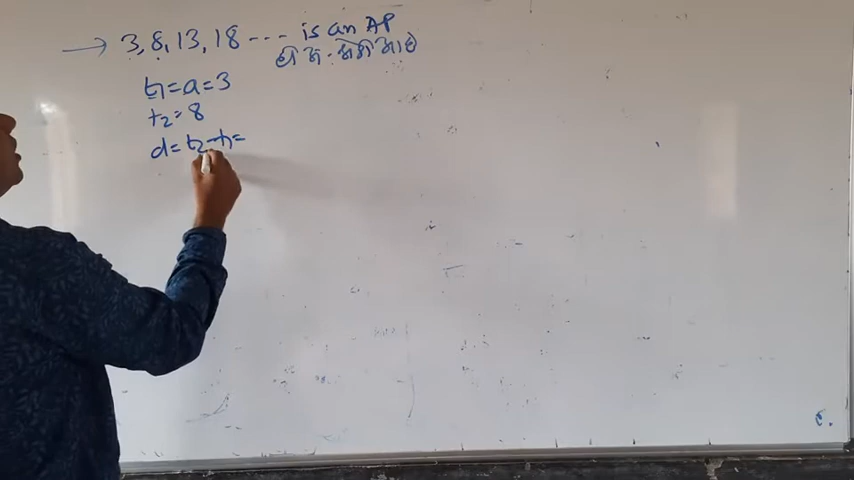 → 3, 8, 13, 18 --- is an AP
t1 = a = 3
t2 = 8
d = t2 - t1 =